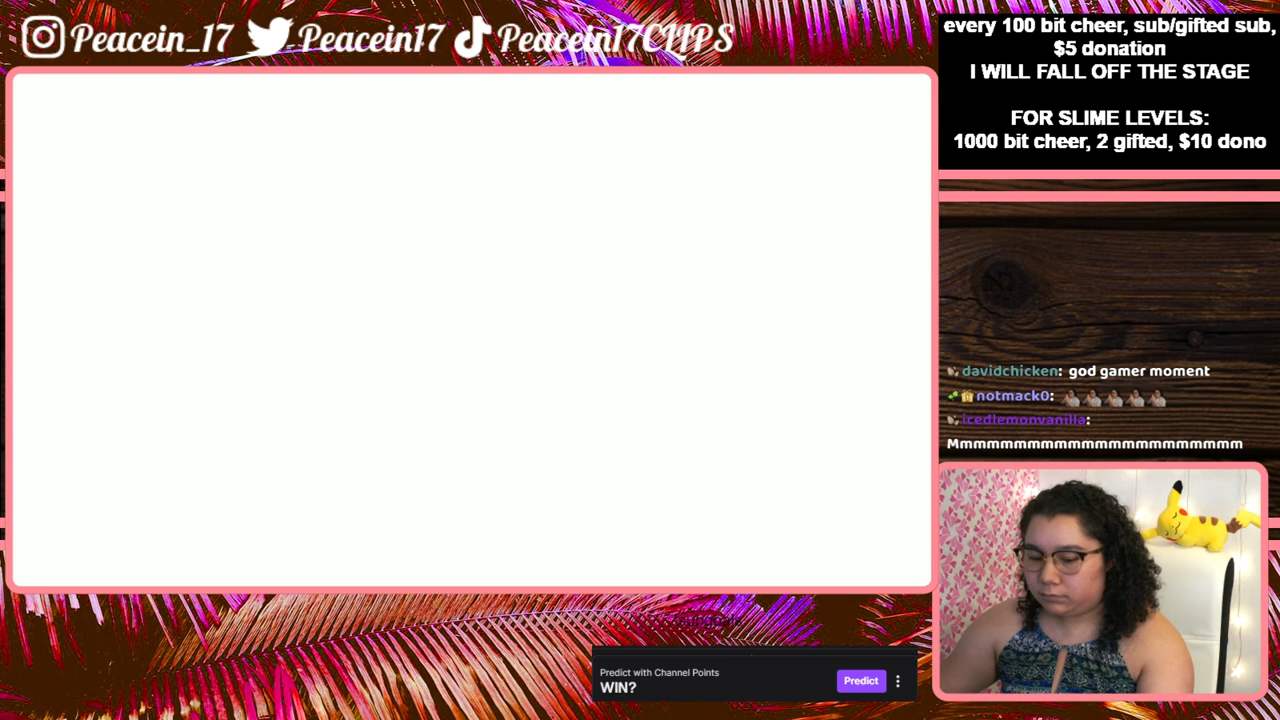 Peacein_17 Peacein17 Peacein17ClIPS
every 100 bit cheer, sub/gifted sub,
$5 donation
I WILL FALL OFF THE STAGE
FOR SLIME LEVELS:
1000 bit cheer, 2 gifted, $10 dono
davidchicken: god gamer moment
notmack0:
icedlemonvanilla:
Mmmmmmmmmmmmmmmmmmmmmm
Predict with Channel Points
WIN?
Predict